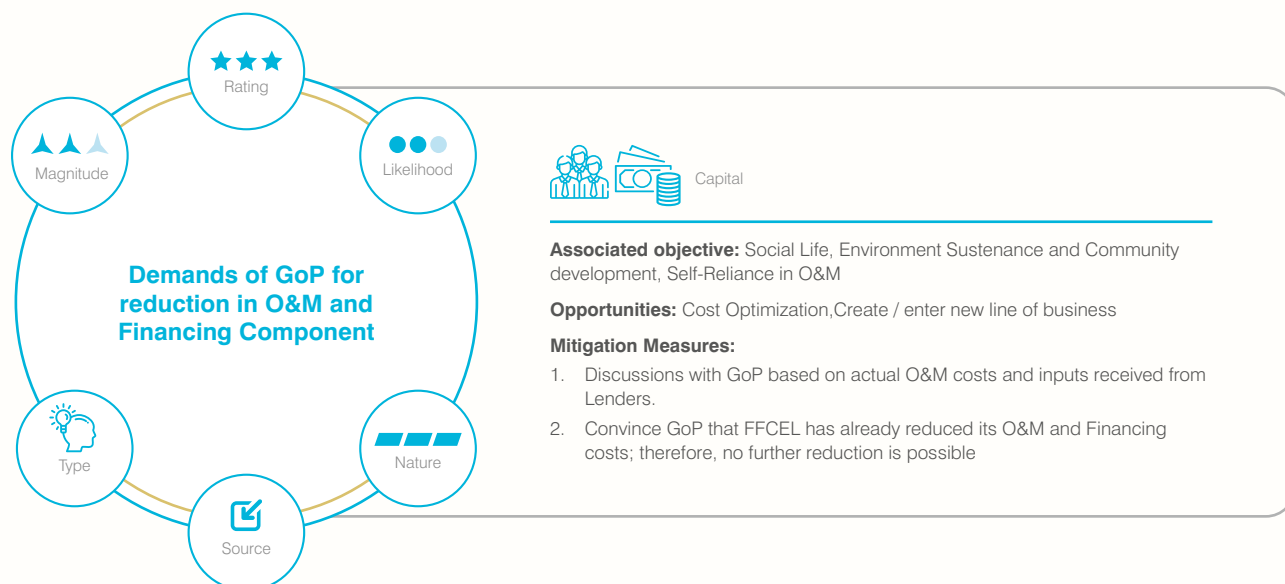 Rating
Magnitude
Likelihood
Demands of GoP for
reduction in O&M and
Financing Component
Type
Nature
Source
Capital
Associated objective: Social Life, Environment Sustenance and Community
development, Self-Reliance in O&M
Opportunities: Cost Optimization,Create / enter new line of business
Mitigation Measures:
1. Discussions with GoP based on actual O&M costs and inputs received from
Lenders.
2. Convince GoP that FFCEL has already reduced its O&M and Financing
costs; therefore, no further reduction is possible